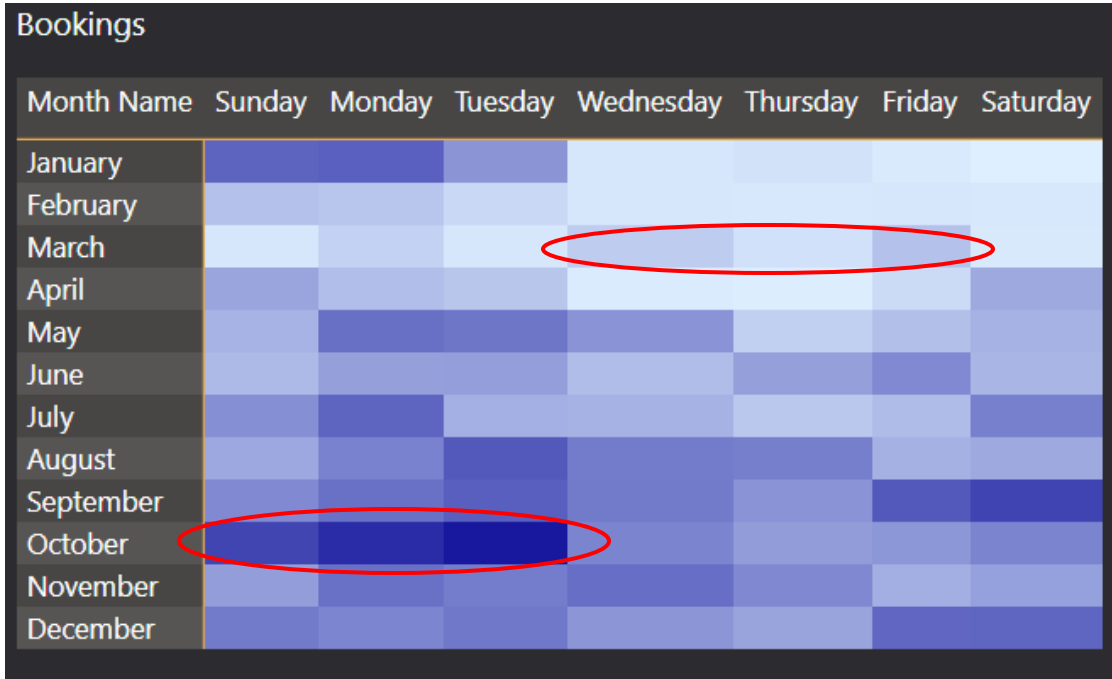 Bookings
Month Name Sunday Monday Tuesday Wednesday Thursday Friday Saturday
January
February
March
April
May
June
July
August
September
October
November
December